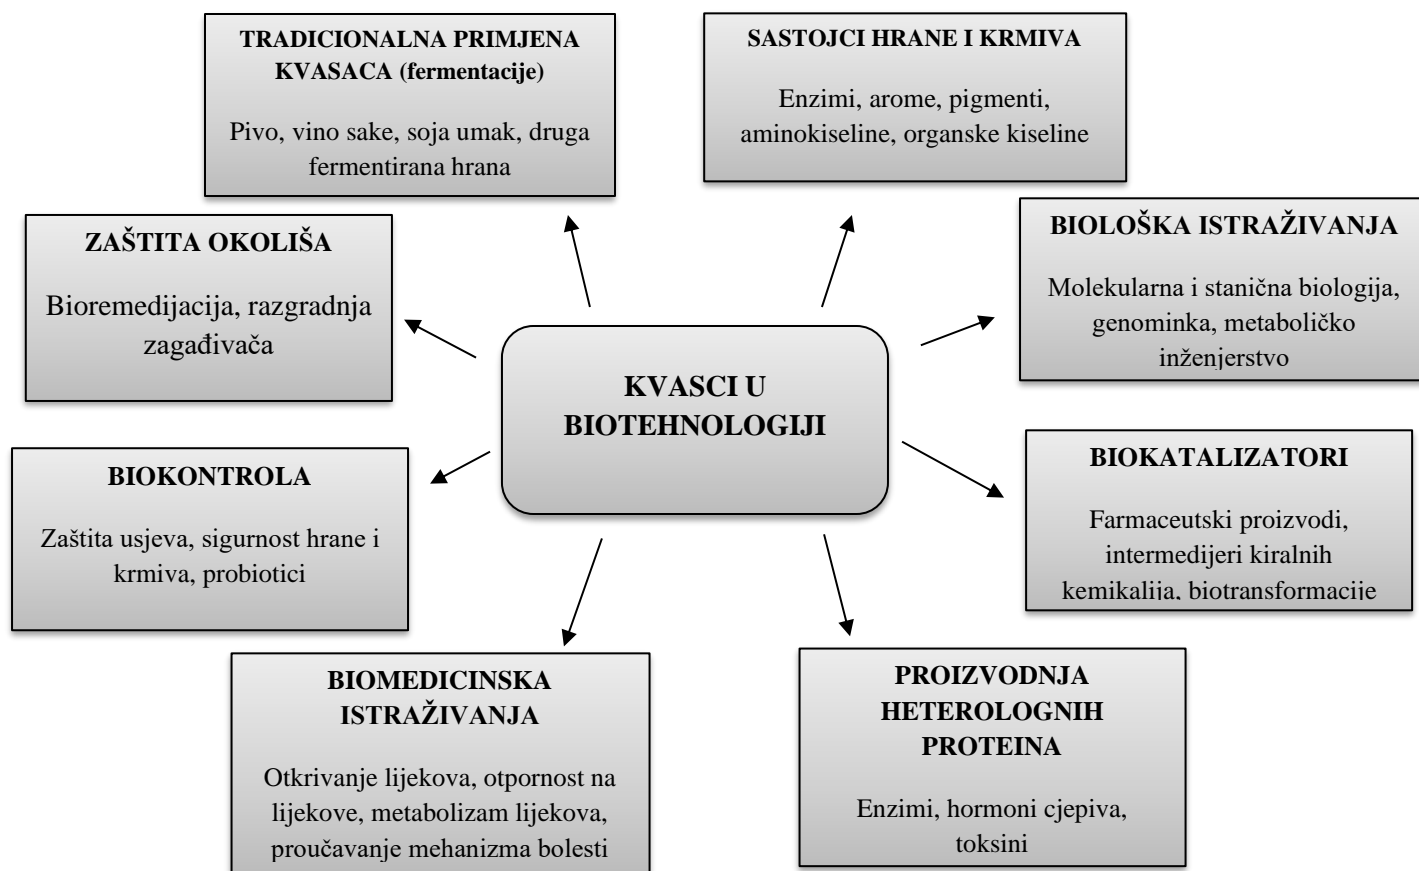 TRADICIONALNA PRIMJENA
KVASACA (fermentacije)
Pivo, vino sake, soja umak, druga
fermentirana hrana
SASTOJCI HRANE I KRMIVA
Enzimi, arome, pigmenti,
aminokiseline, organske kiseline
ZAŠTITA OKOLIŠA
Bioremedijacija, razgradnja
zagađivača
BIOLOŠKA ISTRAŽIVANJA
Molekularna i stanična biologija,
genominka, metaboličko
inženjerstvo
KVASCI U
BIOTEHNOLOGIJI
BIOKONTROLA
Zaštita usjeva, sigurnost hrane i
krmiva, probiotici
BIOKATALIZATORI
Farmaceutski proizvodi,
intermedijeri kiralnih
kemikalija, biotransformacije
BIOMEDICINSKA
ISTRAŽIVANJA
Otkrivanje lijekova, otpornost na
lijekove, metabolizam lijekova,
proučavanje mehanizma bolesti
PROIZVODNJA
HETEROLOGNIH
PROTEINA
Enzimi, hormoni cjepiva,
toksini